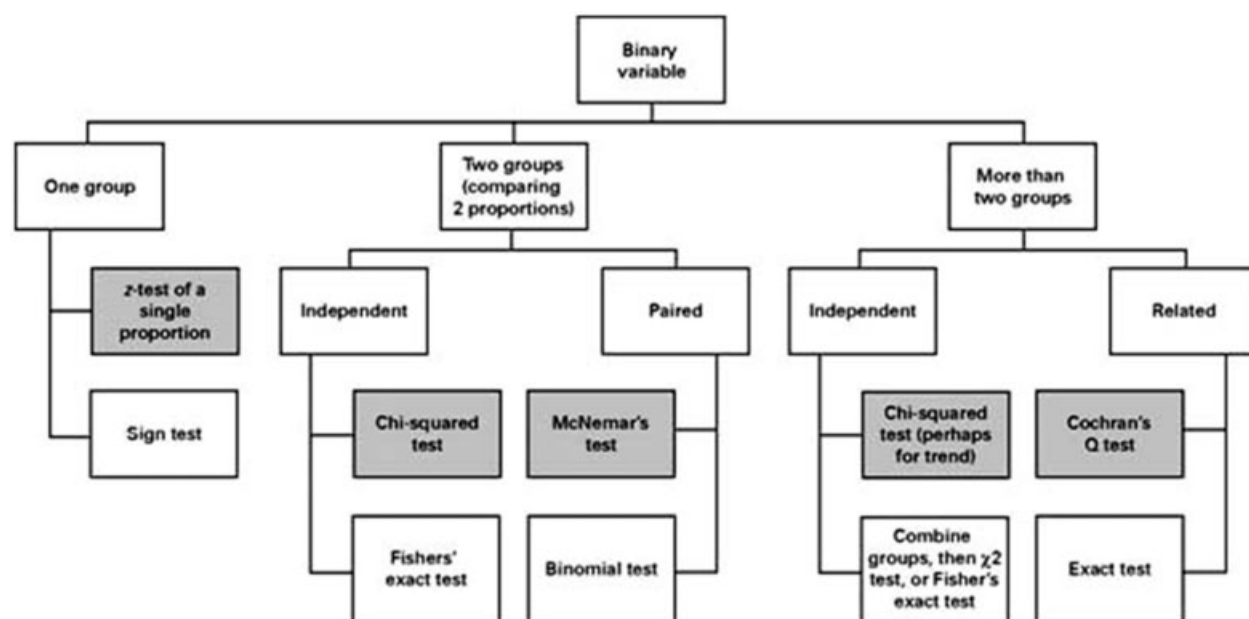 Binary
variable
One group
Two groups
(comparing
2 proportions)
More than
two groups
z-test of a
single
proportion
Independent
Paired
Independent
Related
Sign test
Chi-squared
test
McNemar's
test
Chi-squared
test (perhaps
for trend)
Cochran's
Q test
Fishers'
exact test
Binomial test
Combine
groups, then χ2
test, or Fisher's
exact test
Exact test